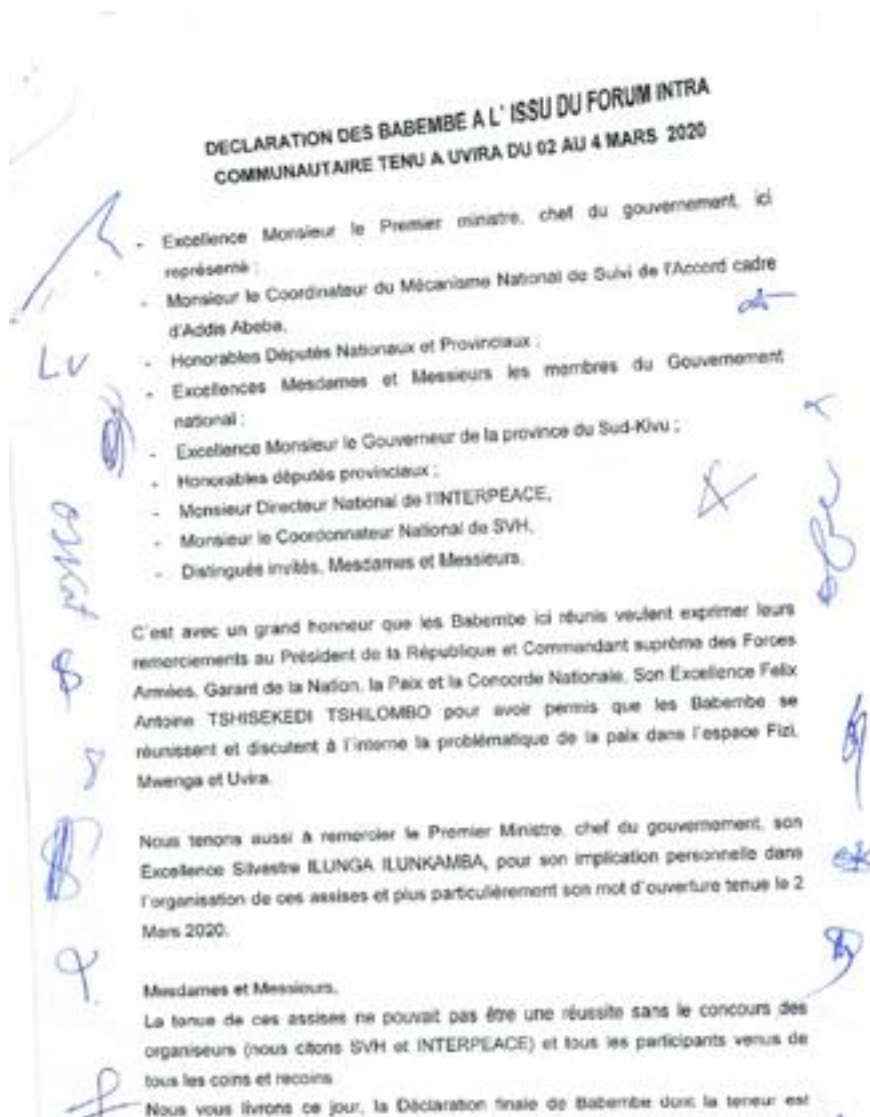 DECLARATION DES BABEMBE A L' ISSU DU FORUM INTRA
COMMUNAUTAIRE TENU A UVIRA DU 02 AU 4 MARS 2020
- Excellence Monsieur le Premier ministre, chef du gouvernement, ici
représenté ;
- Monsieur le Coordinateur du Mécanisme National de Suivi de l'Accord cadre
d'Addis Abeba,
- Honorables Députés Nationaux et Provinciaux ;
- Excellences Mesdames et Messieurs les membres du Gouvernement
national ;
- Excellence Monsieur le Gouverneur de la province du Sud-Kivu ;
- Honorables députés provinciaux ;
- Monsieur Directeur National de l'INTERPEACE,
- Monsieur le Coordonnateur National de SVH,
- Distingués invités, Mesdames et Messieurs,
C'est avec un grand honneur que les Babembe ici réunis veulent exprimer leurs
remerciements au Président de la République et Commandant suprême des Forces
Armées, Garant de la Nation, la Paix et la Concorde Nationale, Son Excellence Felix
Antoine TSHISEKEDI TSHILOMBO pour avoir permis que les Babembe se
réunissent et discutent à l'interne la problématique de la paix dans l'espace Fizi,
Mwenga et Uvira.
Nous tenons aussi à remercier le Premier Ministre, chef du gouvernement, son
Excellence Silvestre ILUNGA ILUNKAMBA, pour son implication personnelle dans
l'organisation de ces assises et plus particulièrement son mot d'ouverture tenue le 2
Mars 2020.
Mesdames et Messieurs,
La tenue de ces assises ne pouvait pas être une réussite sans le concours des
organiseurs (nous citons SVH et INTERPEACE) et tous les participants venus de
tous les coins et recoins
Nous vous livrons ce jour, la Déclaration finale de Babembe dont la teneur est